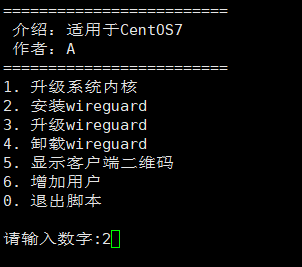 =========================
介绍：适用于CentOS7
作者：A
=========================
1. 升级系统内核
2. 安装wireguard
3. 升级wireguard
4. 卸载wireguard
5. 显示客户端二维码
6. 增加用户
0. 退出脚本
请输入数字:2